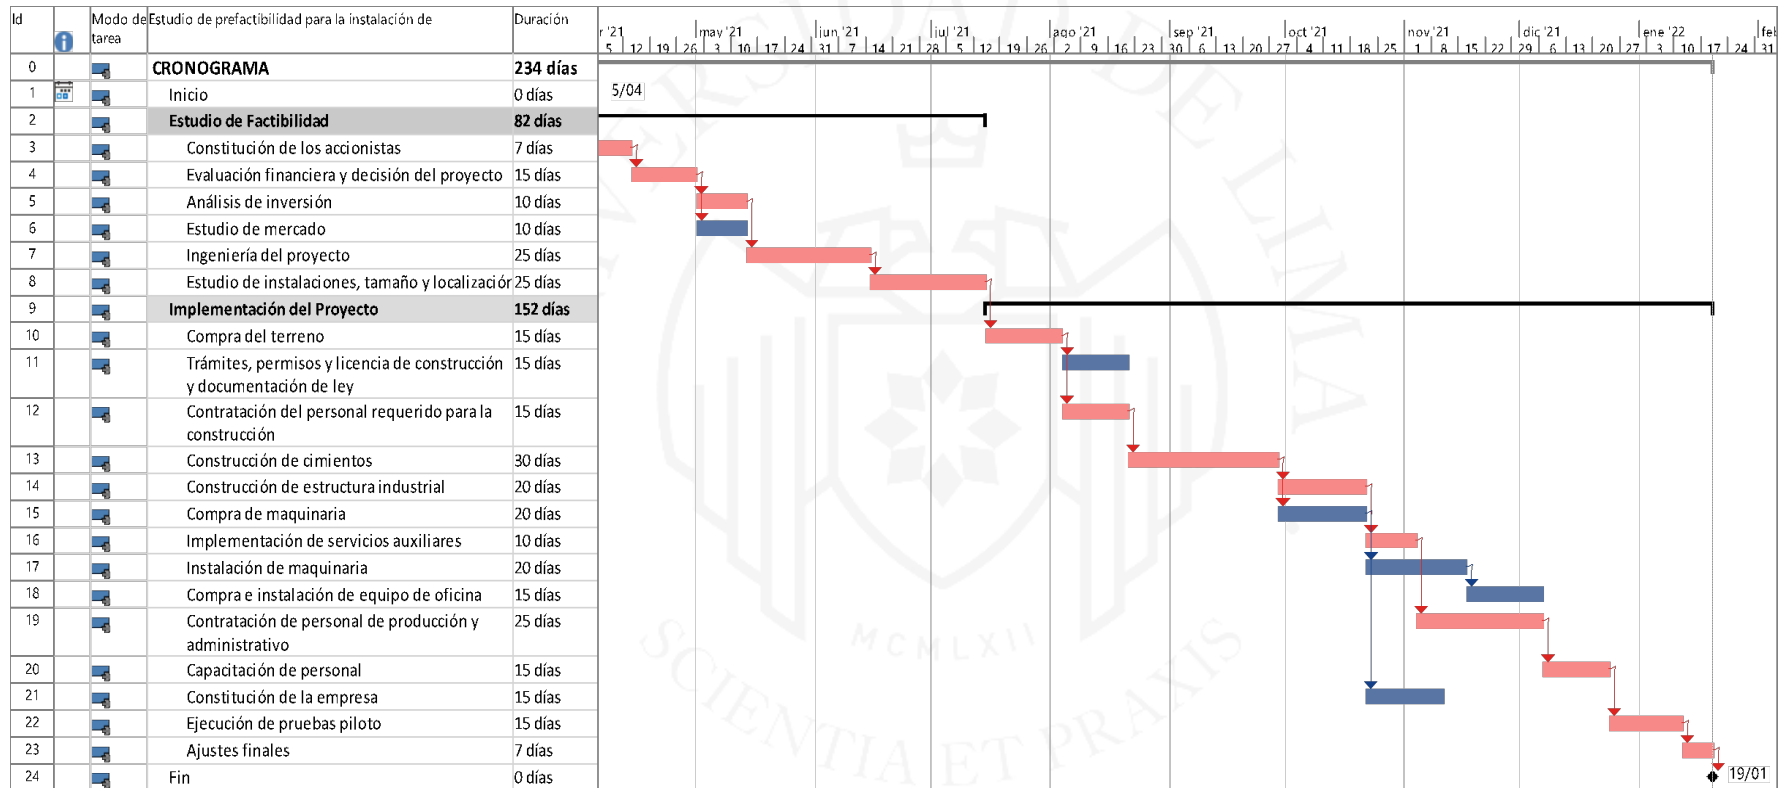 Id Modo de tarea Estudio de prefactibilidad para la instalación de Duración
r '21 may '21 jun '21 jul '21 ago '21 sep '21 oct '21 nov '21 dic '21 ene '22 feb
5 12 19 26 3 10 17 24 31 7 14 21 28 5 12 19 26 2 9 16 23 30 6 13 20 27 4 11 18 25 1 8 15 22 29 6 13 20 27 3 10 17 24 31
0 CRONOGRAMA 234 días
1 Inicio 0 días 5/04
2 Estudio de Factibilidad 82 días
3 Constitución de los accionistas 7 días
4 Evaluación financiera y decisión del proyecto 15 días
5 Análisis de inversión 10 días
6 Estudio de mercado 10 días
7 Ingeniería del proyecto 25 días
8 Estudio de instalaciones, tamaño y localización 25 días
9 Implementación del Proyecto 152 días
10 Compra del terreno 15 días
11 Trámites, permisos y licencia de construcción 15 días
y documentación de ley
12 Contratación del personal requerido para la 15 días
construcción
13 Construcción de cimientos 30 días
14 Construcción de estructura industrial 20 días
15 Compra de maquinaria 20 días
16 Implementación de servicios auxiliares 10 días
17 Instalación de maquinaria 20 días
18 Compra e instalación de equipo de oficina 15 días
19 Contratación de personal de producción y 25 días
administrativo
20 Capacitación de personal 15 días
21 Constitución de la empresa 15 días
22 Ejecución de pruebas piloto 15 días
23 Ajustes finales 7 días
24 Fin 0 días 19/01
VERSIDAD DE LIMA
MCMLXII
SCIENTIA ET PRAXIS